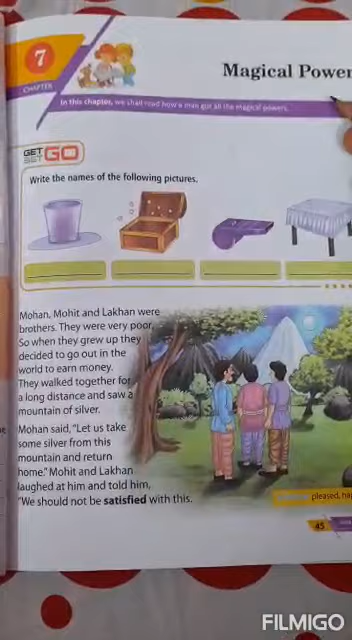 7
CHAPTER
Magical Power
In this chapter, we shall read how a man got all the magical powers.
GET
SET
GO
Write the names of the following pictures.
Mohan, Mohit and Lakhan were
brothers. They were very poor.
So when they grew up they
decided to go out in the
world to earn money.
They walked together for
a long distance and saw a
mountain of silver.
Mohan said, "Let us take
some silver from this
mountain and return
home." Mohit and Lakhan
laughed at him and told him,
"We should not be satisfied with this.
pleased, hap
45
FILMIGO